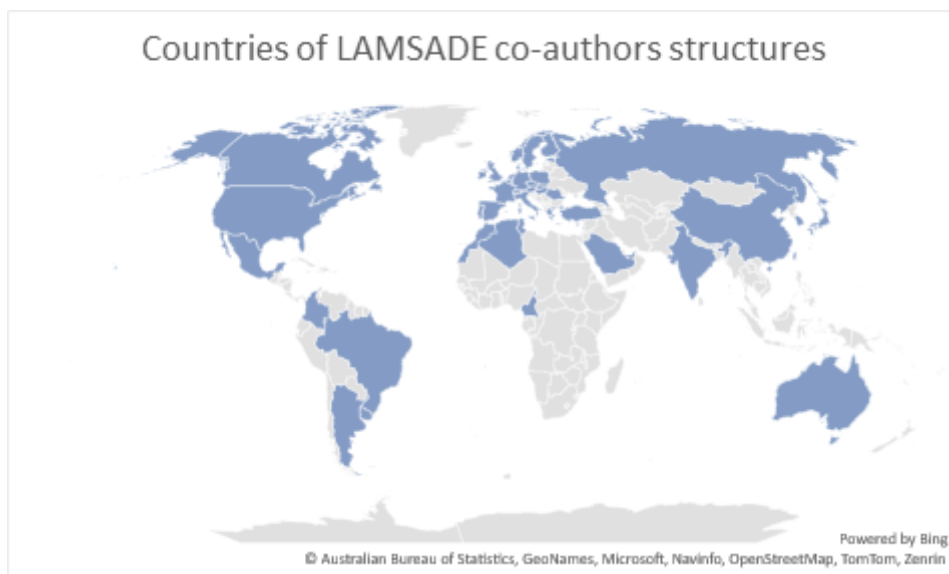 Countries of LAMSADE co-authors structures
Powered by Bing
© Australian Bureau of Statistics, GeoNames, Microsoft, Navinfo, OpenStreetMap, TomTom, Zenrin